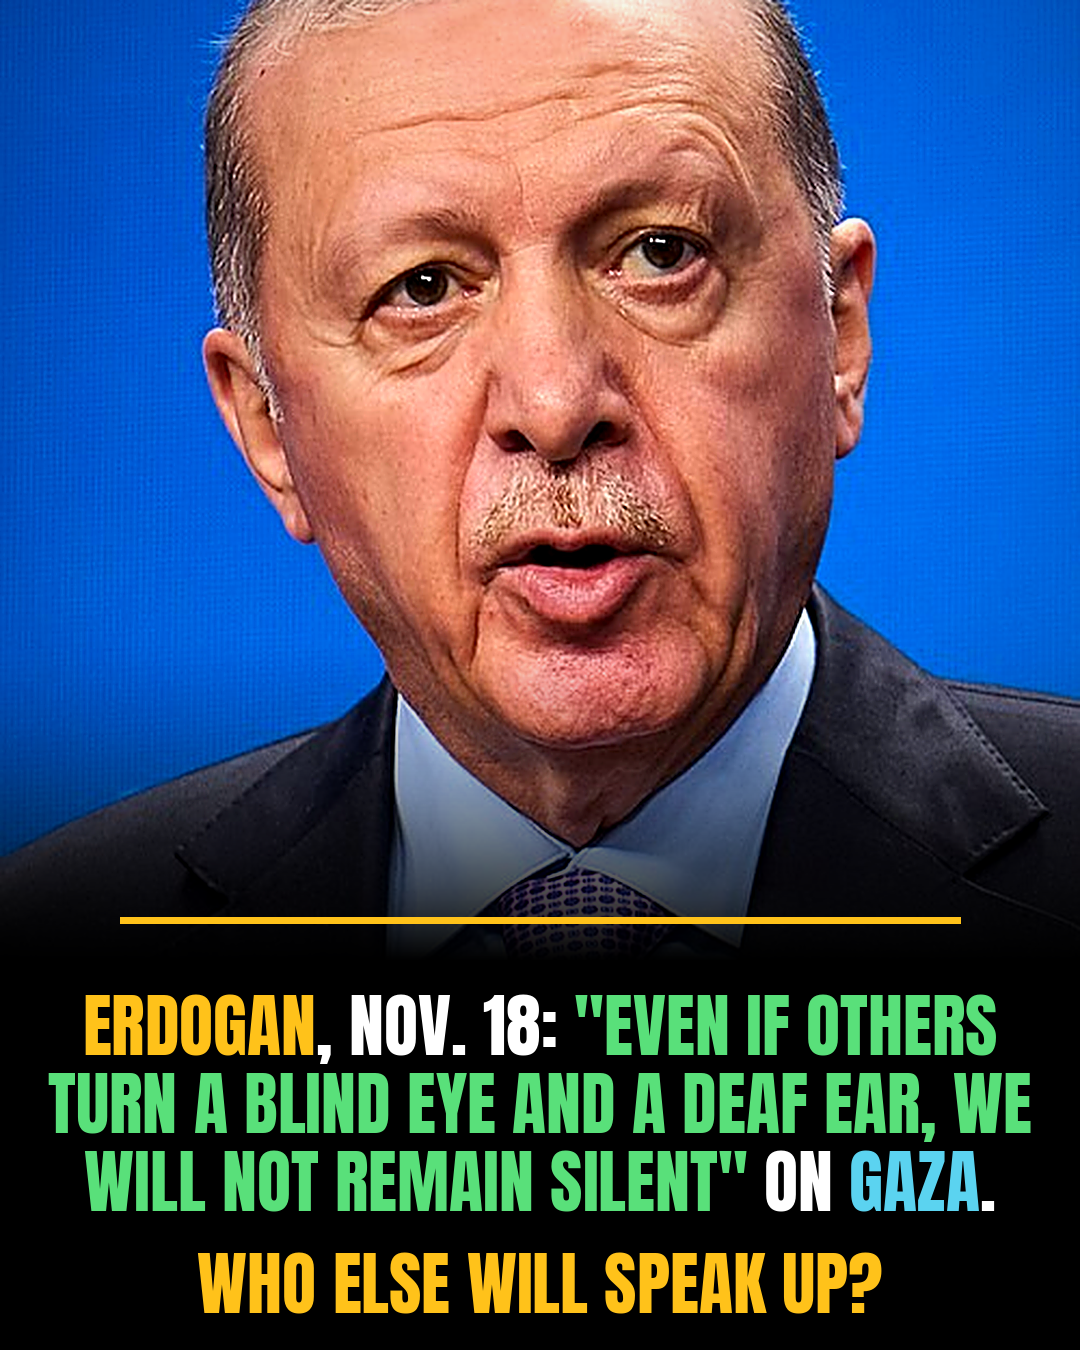 ERDOGAN, NOV. 18: "EVEN IF OTHERS
TURN A BLIND EYE AND A DEAF EAR, WE
WILL NOT REMAIN SILENT" ON GAZA.
WHO ELSE WILL SPEAK UP?